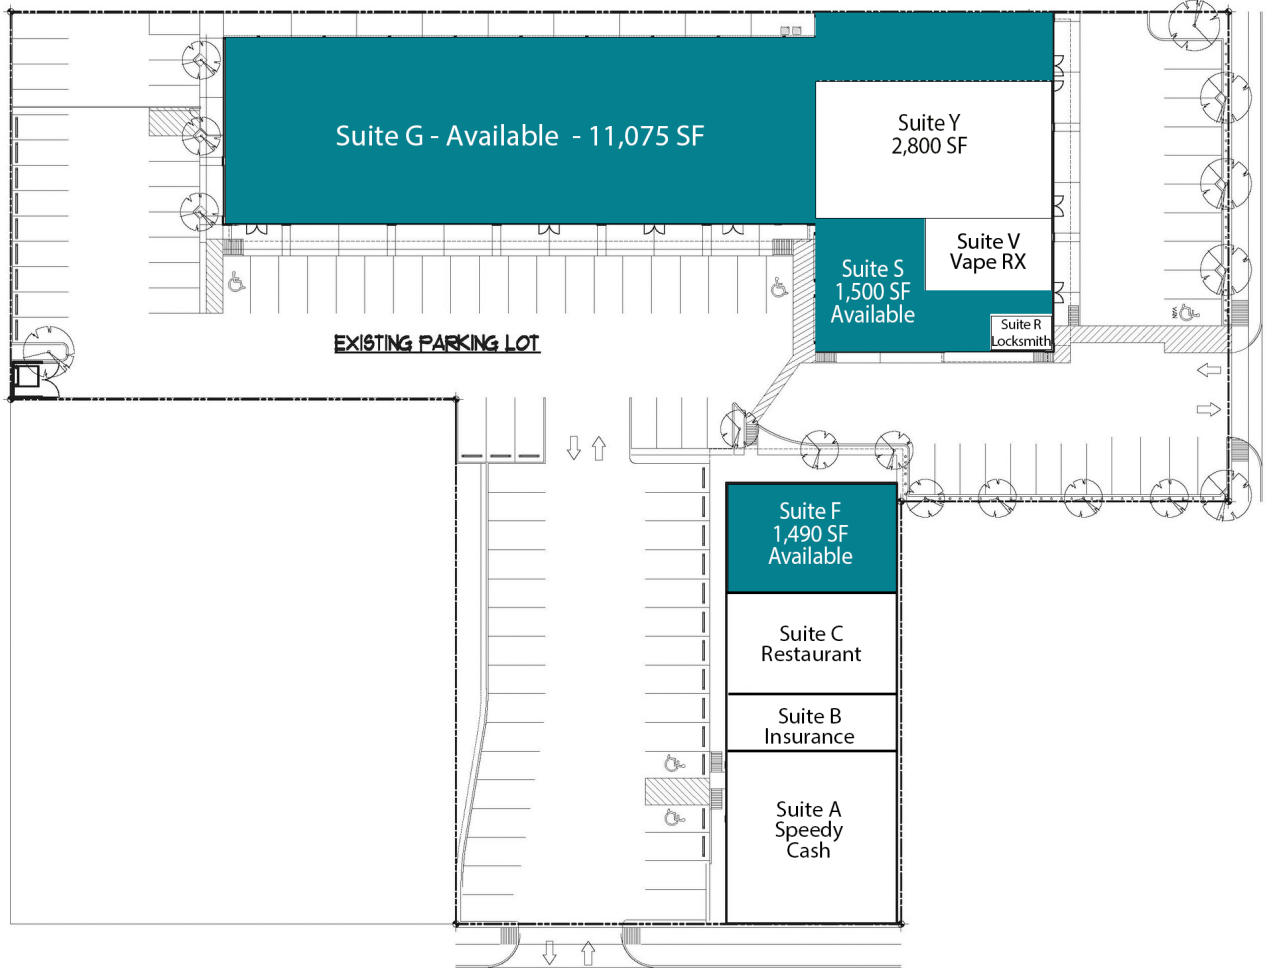 Suite G - Available - 11,075 SF
Suite Y
2,800 SF
Suite V
Vape RX
Suite S
1,500 SF
Available
Suite R
Locksmith
EXISTING PARKING LOT
VAN
Suite F
1,490 SF
Available
Suite C
Restaurant
Suite B
Insurance
Suite A
Speedy
Cash